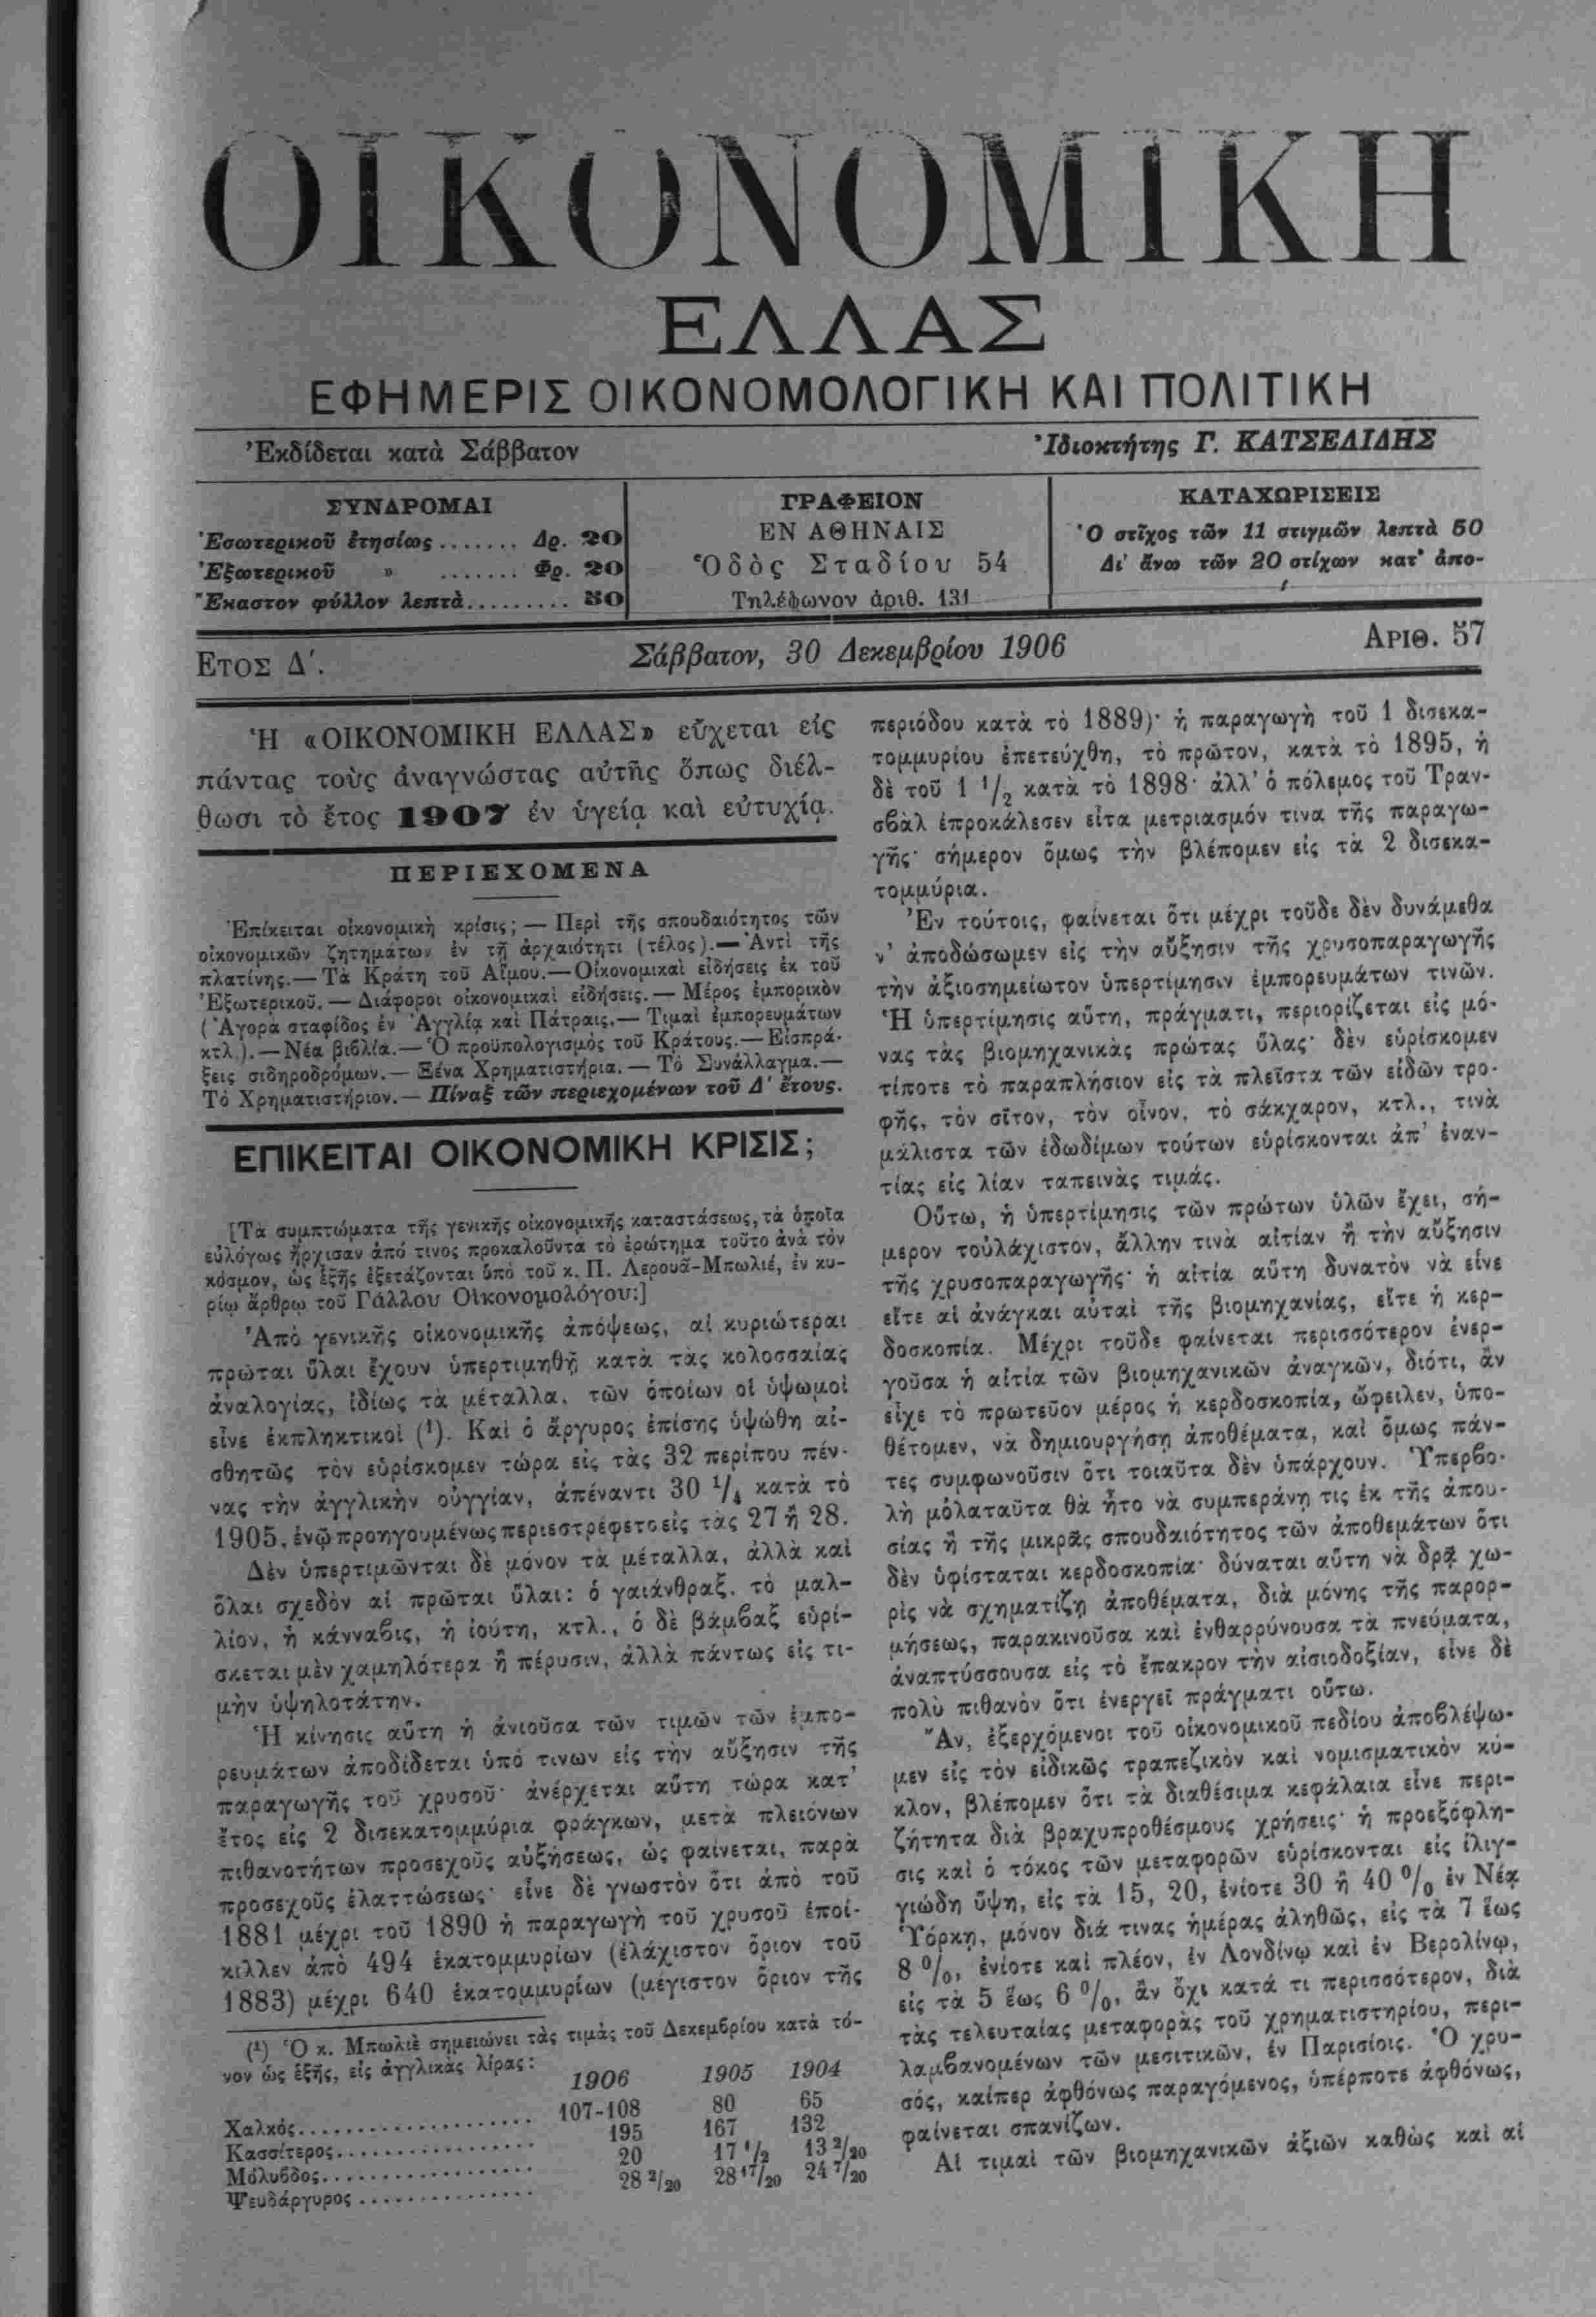 ΟΙΚΟΝΟΜΙΚΗ
ΕΛΛΑΣ
ΕΦΗΜΕΡΙΣ ΟΙΚΟΝΟΜΟΛΟΓΙΚΗ ΚΑΙ ΠΟΛΙΤΙΚΗ
Ἐκδίδεται κατὰ Σάββατον
Ἰδιοκτήτης Γ. ΚΑΤΣΕΛΙΔΗΣ
ΣΥΝΔΡΟΜΑΙ
Ἐσωτερικοῦ ἐτησίως....... Δρ. 20
Ἐξωτερικοῦ » ....... Φρ. 20
Ἕκαστον φύλλον λεπτὰ.......... 50
ΓΡΑΦΕΙΟΝ
ΕΝ ΑΘΗΝΑΙΣ
Ὁδὸς Σταδίου 54
Τηλέφωνον ἀριθ. 131
ΚΑΤΑΧΩΡΙΣΕΙΣ
Ὁ στῖχος τῶν 11 στιγμῶν λεπτὰ 50
Δι' ἄνω τῶν 20 στίχων κατ' ἀπο-
ΕΤΟΣ Δ'.
Σάββατον, 30 Δεκεμβρίου 1906
ΑΡΙΘ. 57
Ἡ «ΟΙΚΟΝΟΜΙΚΗ ΕΛΛΑΣ» εὔχεται εἰς
πάντας τοὺς ἀναγνώστας αὐτῆς ὅπως διέλ-
θωσι τὸ ἔτος 1907 ἐν ὑγείᾳ καὶ εὐτυχίᾳ.
ΠΕΡΙΕΧΟΜΕΝΑ
Ἐπίκειται οἰκονομικὴ κρίσις; — Περὶ τῆς σπουδαιότητος τῶν
οἰκονομικῶν ζητημάτων ἐν τῇ ἀρχαιότητι (τέλος).— Ἀντὶ τῆς
πλατίνης.— Τὰ Κράτη τοῦ Αἵμου.— Οἰκονομικαὶ εἰδήσεις ἐκ τοῦ
Ἐξωτερικοῦ. — Διάφοροι οἰκονομικαὶ εἰδήσεις.— Μέρος ἐμπορικὸν
(Ἀγορὰ σταφίδος ἐν Ἀγγλίᾳ καὶ Πάτραις.— Τιμαὶ ἐμπορευμάτων
κτλ.).— Νέα βιβλία.— Ὁ προϋπολογισμὸς τοῦ Κράτους.— Εἰσπρά-
ξεις σιδηροδρόμων.— Ξένα Χρηματιστήρια.— Τὸ Συνάλλαγμα.—
Τὸ Χρηματιστήριον.— Πίναξ τῶν περιεχομένων τοῦ Δ' ἔτους.
ΕΠΙΚΕΙΤΑΙ ΟΙΚΟΝΟΜΙΚΗ ΚΡΙΣΙΣ;
[Τὰ συμπτώματα τῆς γενικῆς οἰκονομικῆς καταστάσεως, τὰ ὁποῖα
εὐλόγως ἤρχισαν ἀπό τινος προκαλοῦντα τὸ ἐρώτημα τοῦτο ἀνὰ τὸν
κόσμον, ὡς ἑξῆς ἐξετάζονται ὑπὸ τοῦ κ. Π. Λερουᾶ-Μπωλιέ, ἐν κυ-
ρίῳ ἄρθρῳ τοῦ Γάλλου Οἰκονομολόγου:]
Ἀπὸ γενικῆς οἰκονομικῆς ἀπόψεως, αἱ κυριώτεραι
πρῶται ὗλαι ἔχουν ὑπερτιμηθῆ κατὰ τὰς κολοσσαίας
ἀναλογίας, ἰδίως τὰ μέταλλα, τῶν ὁποίων οἱ ὑψωμοὶ
εἶνε ἐκπληκτικοὶ (1). Καὶ ὁ ἄργυρος ἐπίσης ὑψώθη αἰ-
σθητῶς τὸν εὑρίσκομεν τώρα εἰς τὰς 32 περίπου πέν-
νας τὴν ἀγγλικὴν οὐγγίαν, ἀπέναντι 30 1/4 κατὰ τὸ
1905, ἐνῷ προηγουμένως περιεστρέφετο εἰς τὰς 27 ἢ 28.
Δὲν ὑπερτιμῶνται δὲ μόνον τὰ μέταλλα, ἀλλὰ καὶ
ὅλαι σχεδὸν αἱ πρῶται ὗλαι: ὁ γαιάνθραξ. τὸ μαλ-
λίον, ἡ κάνναβις, ἡ ἰούτη, κτλ., ὁ δὲ βάμβαξ εὑρί-
σκεται μὲν χαμηλότερα ἢ πέρυσιν, ἀλλὰ πάντως εἰς τι-
μὴν ὑψηλοτάτην.
Ἡ κίνησις αὕτη ἡ ἀνιοῦσα τῶν τιμῶν τῶν ἐμπο-
ρευμάτων ἀποδίδεται ὑπό τινων εἰς τὴν αὔξησιν τῆς
παραγωγῆς τοῦ χρυσοῦ· ἀνέρχεται αὕτη τώρα κατ'
ἔτος εἰς 2 δισεκατομμύρια φράγκων, μετὰ πλειόνων
πιθανοτήτων προσεχοῦς αὐξήσεως, ὡς φαίνεται, παρὰ
προσεχοῦς ἐλαττώσεως· εἶνε δὲ γνωστὸν ὅτι ἀπὸ τοῦ
1881 μέχρι τοῦ 1890 ἡ παραγωγὴ τοῦ χρυσοῦ ἐποί-
κιλλεν ἀπὸ 494 ἑκατομμυρίων (ἐλάχιστον ὅριον τοῦ
1883) μέχρι 640 ἑκατομμυρίων (μέγιστον ὅριον τῆς
(1) Ὁ κ. Μπωλιὲ σημειώνει τὰς τιμὰς τοῦ Δεκεμβρίου κατὰ τό-
νον ὡς ἑξῆς, εἰς ἀγγλικὰς λίρας:
1906 1905 1904
Χαλκός..................... 107-108 80 65
Κασσίτερος.................. 195 167 132
Μόλυβδος................... 20 17 1/2 13 2/20
Ψευδάργυρος ................ 28 2/20 28 17/20 24 7/20
περιόδου κατὰ τὸ 1889)· ἡ παραγωγὴ τοῦ 1 δισεκα-
τομμυρίου ἐπετεύχθη, τὸ πρῶτον, κατὰ τὸ 1895, ἡ
δὲ τοῦ 1 1/2 κατὰ τὸ 1898· ἀλλ' ὁ πόλεμος τοῦ Τραν-
σβὰλ ἐπροκάλεσεν εἶτα μετριασμόν τινα τῆς παραγω-
γῆς· σήμερον ὅμως τὴν βλέπομεν εἰς τὰ 2 δισεκα-
τομμύρια.
Ἐν τούτοις, φαίνεται ὅτι μέχρι τοῦδε δὲν δυνάμεθα
ν' ἀποδώσωμεν εἰς τὴν αὔξησιν τῆς χρυσοπαραγωγῆς
τὴν ἀξιοσημείωτον ὑπερτίμησιν ἐμπορευμάτων τινῶν.
Ἡ ὑπερτίμησις αὕτη, πράγματι, περιορίζεται εἰς μό-
νας τὰς βιομηχανικὰς πρώτας ὕλας· δὲν εὑρίσκομεν
τίποτε τὸ παραπλήσιον εἰς τὰ πλεῖστα τῶν εἰδῶν τρο-
φῆς, τὸν σῖτον, τὸν οἶνον, τὸ σάκχαρον, κτλ., τινὰ
μάλιστα τῶν ἐδωδίμων τούτων εὑρίσκονται ἀπ' ἐναν-
τίας εἰς λίαν ταπεινὰς τιμάς.
Οὕτω, ἡ ὑπερτίμησις τῶν πρώτων ὑλῶν ἔχει, σή-
μερον τοὐλάχιστον, ἄλλην τινὰ αἰτίαν ἢ τὴν αὔξησιν
τῆς χρυσοπαραγωγῆς· ἡ αἰτία αὕτη δυνατὸν νὰ εἶνε
εἴτε αἱ ἀνάγκαι αὐταὶ τῆς βιομηχανίας, εἴτε ἡ κερ-
δοσκοπία. Μέχρι τοῦδε φαίνεται περισσότερον ἐνερ-
γοῦσα ἡ αἰτία τῶν βιομηχανικῶν ἀναγκῶν, διότι, ἂν
εἶχε τὸ πρωτεῦον μέρος ἡ κερδοσκοπία, ὤφειλεν, ὑπο-
θέτομεν, νὰ δημιουργήσῃ ἀποθέματα, καὶ ὅμως πάν-
τες συμφωνοῦσιν ὅτι τοιαῦτα δὲν ὑπάρχουν. Ὑπερβο-
λὴ μόλαταῦτα θὰ ἦτο νὰ συμπεράνῃ τις ἐκ τῆς ἀπου-
σίας ἢ τῆς μικρᾶς σπουδαιότητος τῶν ἀποθεμάτων ὅτι
δὲν ὑφίσταται κερδοσκοπία· δύναται αὕτη νὰ δρᾷ χω-
ρὶς νὰ σχηματίζῃ ἀποθέματα, διὰ μόνης τῆς παρορ-
μήσεως, παρακινοῦσα καὶ ἐνθαρρύνουσα τὰ πνεύματα,
ἀναπτύσσουσα εἰς τὸ ἔπακρον τὴν αἰσιοδοξίαν, εἶνε δὲ
πολὺ πιθανὸν ὅτι ἐνεργεῖ πράγματι οὕτω.
Ἄν, ἐξερχόμενοι τοῦ οἰκονομικοῦ πεδίου ἀποβλέψω-
μεν εἰς τὸν εἰδικῶς τραπεζικὸν καὶ νομισματικὸν κύ-
κλον, βλέπομεν ὅτι τὰ διαθέσιμα κεφάλαια εἶνε περι-
ζήτητα διὰ βραχυπροθέσμους χρήσεις· ἡ προεξόφλη-
σις καὶ ὁ τόκος τῶν μεταφορῶν εὑρίσκονται εἰς ἰλιγ-
γιώδη ὕψη, εἰς τὰ 15, 20, ἐνίοτε 30 ἢ 40 % ἐν Νέᾳ
Ὑόρκῃ, μόνον διά τινας ἡμέρας ἀληθῶς, εἰς τὰ 7 ἕως
8 %, ἐνίοτε καὶ πλέον, ἐν Λονδίνῳ καὶ ἐν Βερολίνῳ,
εἰς τὰ 5 ἕως 6 %, ἂν ὄχι κατά τι περισσότερον, διὰ
τὰς τελευταίας μεταφορὰς τοῦ χρηματιστηρίου, περι-
λαμβανομένων τῶν μεσιτικῶν, ἐν Παρισίοις. Ὁ χρυ-
σός, καίπερ ἀφθόνως παραγόμενος, ὑπέρποτε ἀφθόνως,
φαίνεται σπανίζων.
Αἱ τιμαὶ τῶν βιομηχανικῶν ἀξιῶν καθὼς καὶ αἱ